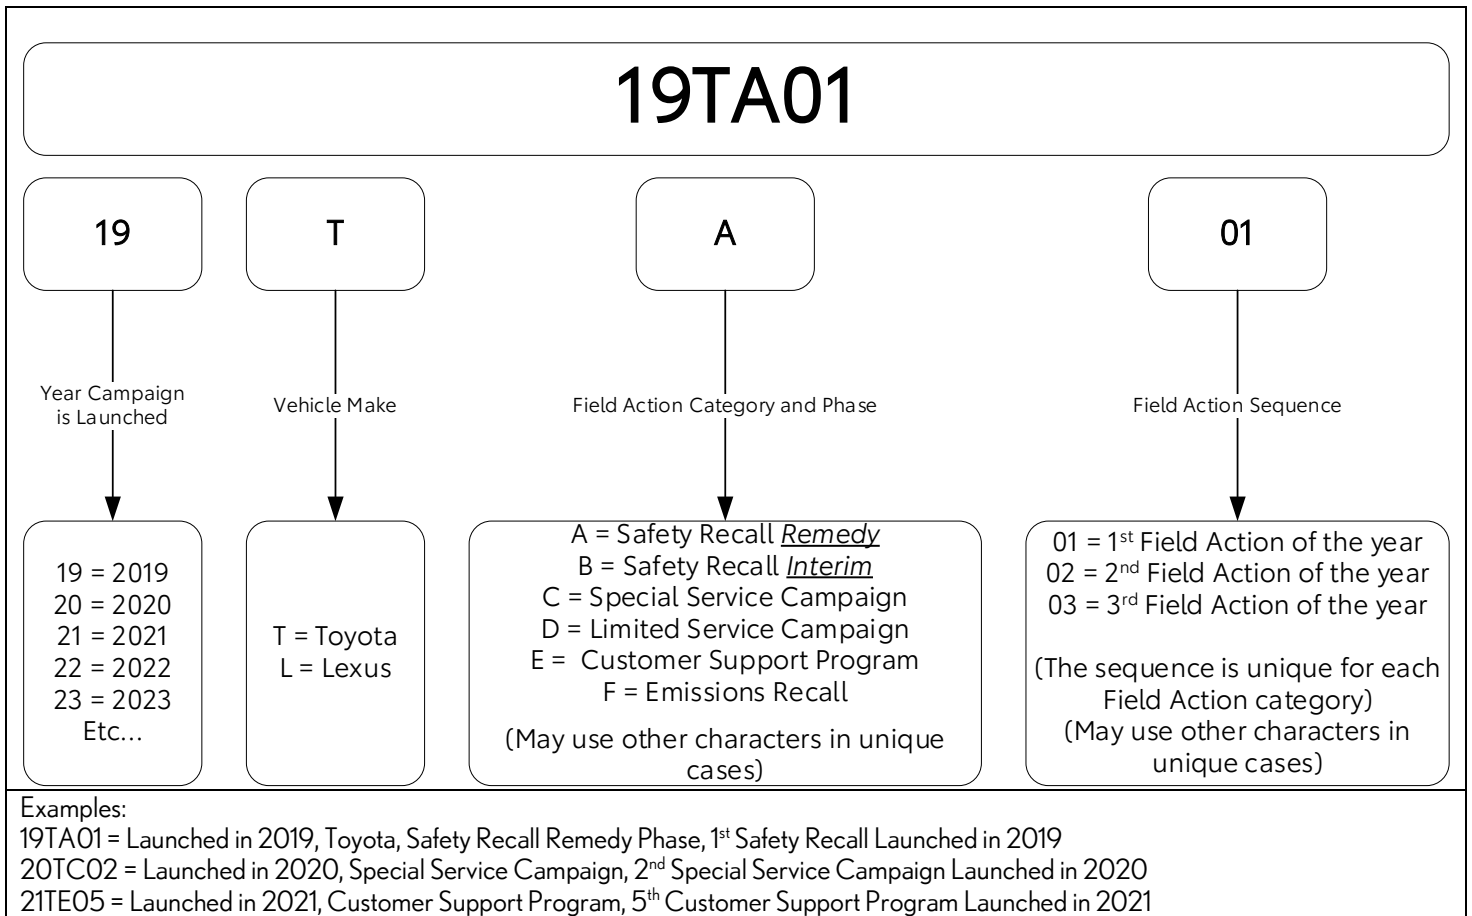 19TA01
19
T
A
01
Year Campaign
is Launched
Vehicle Make
Field Action Category and Phase
Field Action Sequence
19 = 2019
20 = 2020
21 = 2021
22 = 2022
23 = 2023
Etc...
T = Toyota
L = Lexus
A = Safety Recall Remedy
B = Safety Recall Interim
C = Special Service Campaign
D = Limited Service Campaign
E =  Customer Support Program
F = Emissions Recall
(May use other characters in unique
cases)
01 = 1st Field Action of the year
02 = 2nd Field Action of the year
03 = 3rd Field Action of the year
(The sequence is unique for each
Field Action category)
(May use other characters in
unique cases)
Examples:
19TA01 = Launched in 2019, Toyota, Safety Recall Remedy Phase, 1st Safety Recall Launched in 2019
20TC02 = Launched in 2020, Special Service Campaign, 2nd Special Service Campaign Launched in 2020
21TE05 = Launched in 2021, Customer Support Program, 5th Customer Support Program Launched in 2021